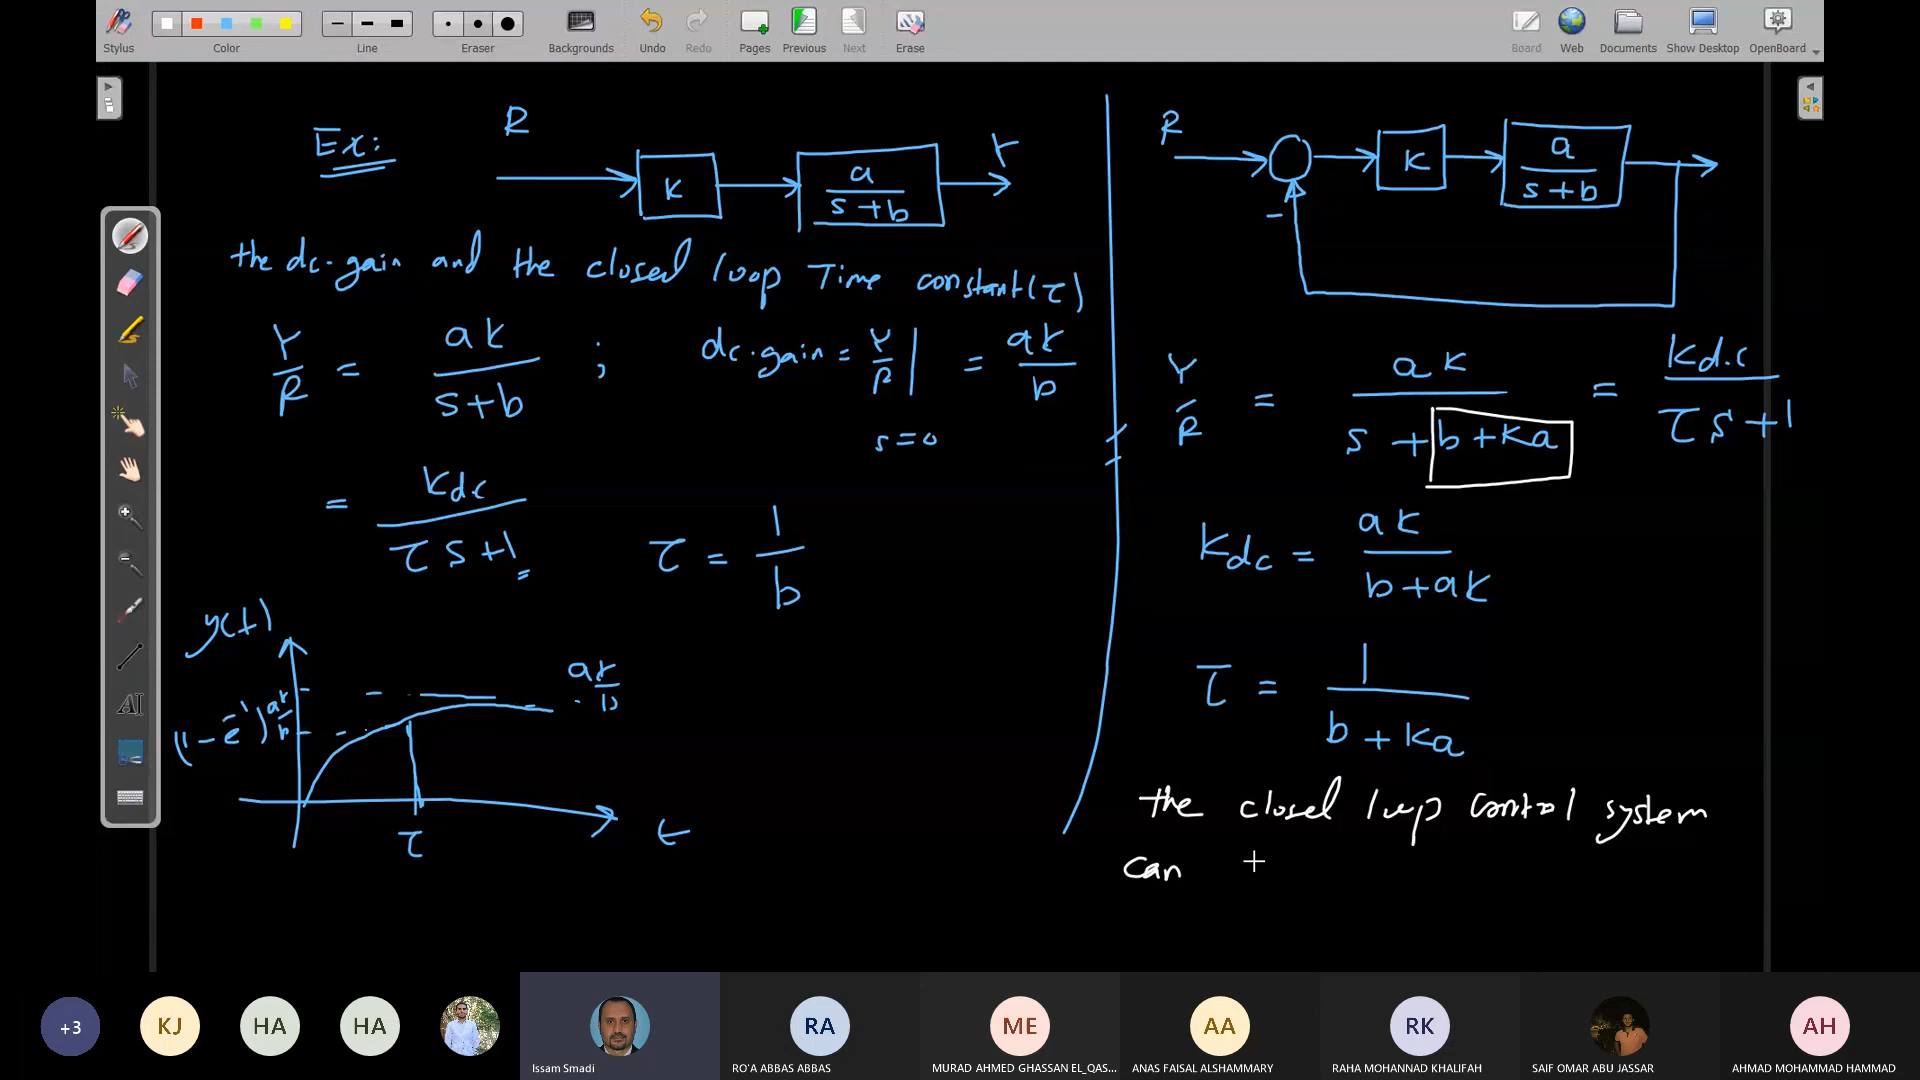 Stylus
Color
Line
Eraser
Backgrounds
Undo
Redo
Pages
Previous
Next
Erase
Board
Web
Documents
Show Desktop
OpenBoard
Ex:
R
K
a
s+b
Y
the dc-gain and the closed loop Time constant (τ)
Y/R = ak/(s+b) ; dc-gain = Y/R | = ak/b
s=0
= Kdc/(τs+1) τ = 1/b
y(t)
ak/b
(1-e^-1) ak/b
τ
t
R
-
K
a
s+b
Y/R = ak/(s+b+Ka) = Kd.c/(τs+1)
Kdc = ak/(b+ak)
τ = 1/(b+Ka)
the closed loop control system
can
AI
+3
KJ
HA
HA
Issam Smadi
RA
RO'A ABBAS ABBAS
ME
MURAD AHMED GHASSAN EL_QAS...
AA
ANAS FAISAL ALSHAMMARY
RK
RAHA MOHANNAD KHALIFAH
SAIF OMAR ABU JASSAR
AH
AHMAD MOHAMMAD HAMMAD